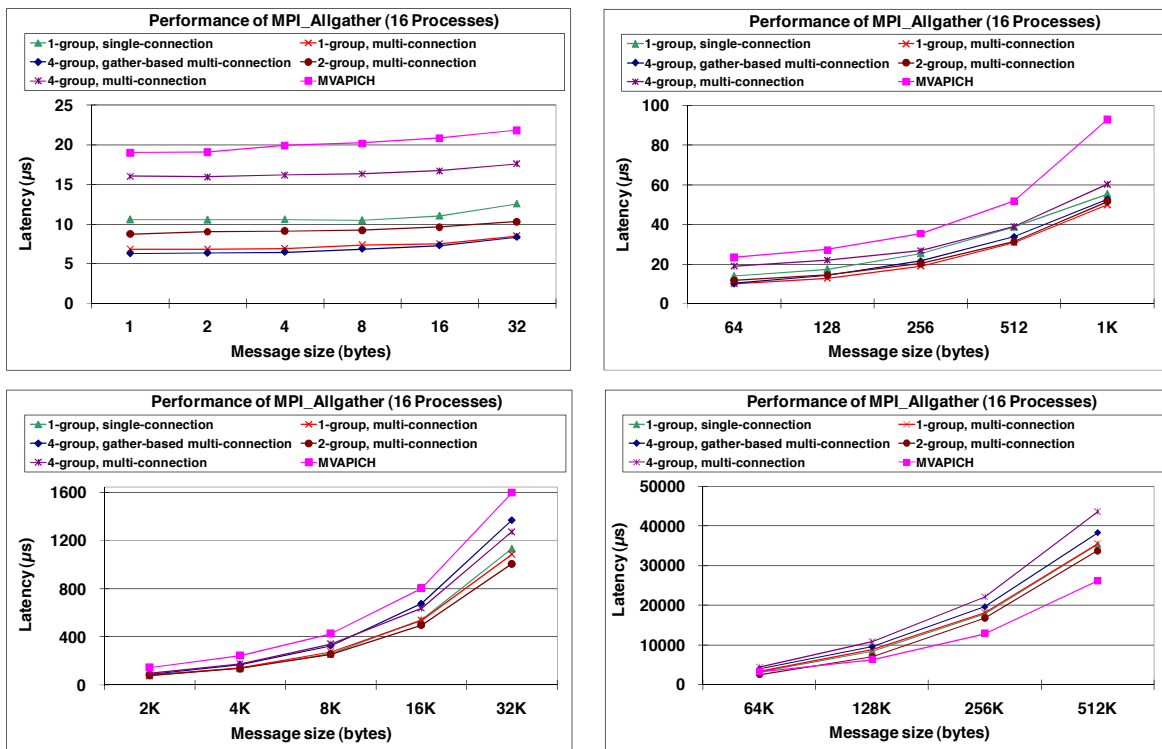 Performance of MPI_Allgather (16 Processes)
1-group, single-connection 1-group, multi-connection
4-group, gather-based multi-connection 2-group, multi-connection
4-group, multi-connection MVAPICH
25
20
15
10
5
0
Latency (µs)
1 2 4 8 16 32
Message size (bytes)
Performance of MPI_Allgather (16 Processes)
1-group, single-connection 1-group, multi-connection
4-group, gather-based multi-connection 2-group, multi-connection
4-group, multi-connection MVAPICH
100
80
60
40
20
0
Latency (µs)
64 128 256 512 1K
Message size (bytes)
Performance of MPI_Allgather (16 Processes)
1-group, single-connection 1-group, multi-connection
4-group, gather-based multi-connection 2-group, multi-connection
4-group, multi-connection MVAPICH
1600
1200
800
400
0
Latency (µs)
2K 4K 8K 16K 32K
Message size (bytes)
Performance of MPI_Allgather (16 Processes)
1-group, single-connection 1-group, multi-connection
4-group, gather-based multi-connection 2-group, multi-connection
4-group, multi-connection MVAPICH
50000
40000
30000
20000
10000
0
Latency (µs)
64K 128K 256K 512K
Message size (bytes)